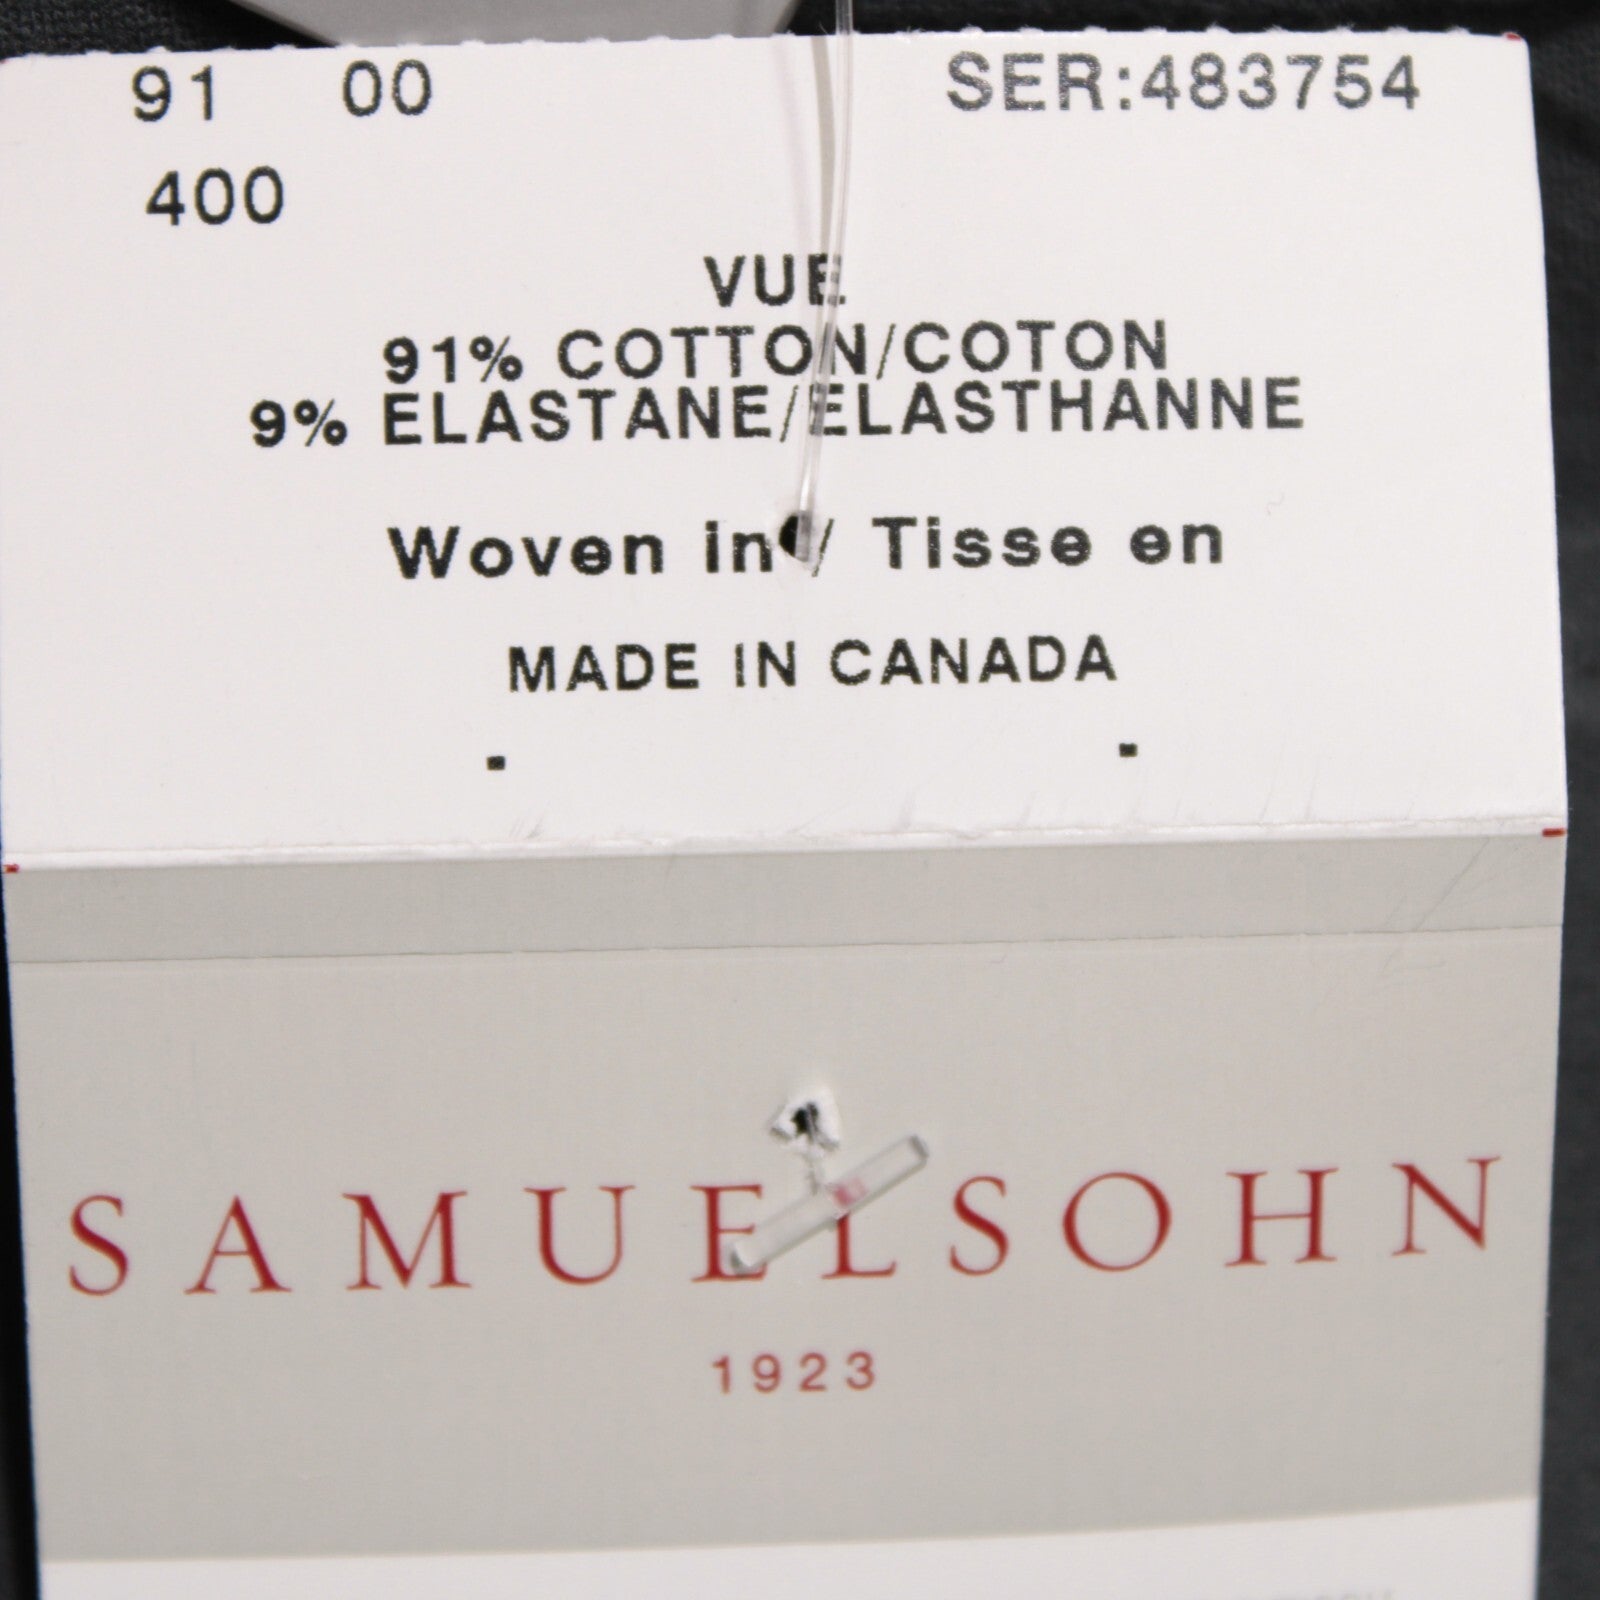 91 00 SER:483754
400
VUE
91% COTTON/COTON
9% ELASTANE/ELASTHANNE
Woven in / Tisse en
MADE IN CANADA
SAMUELSOHN
1923